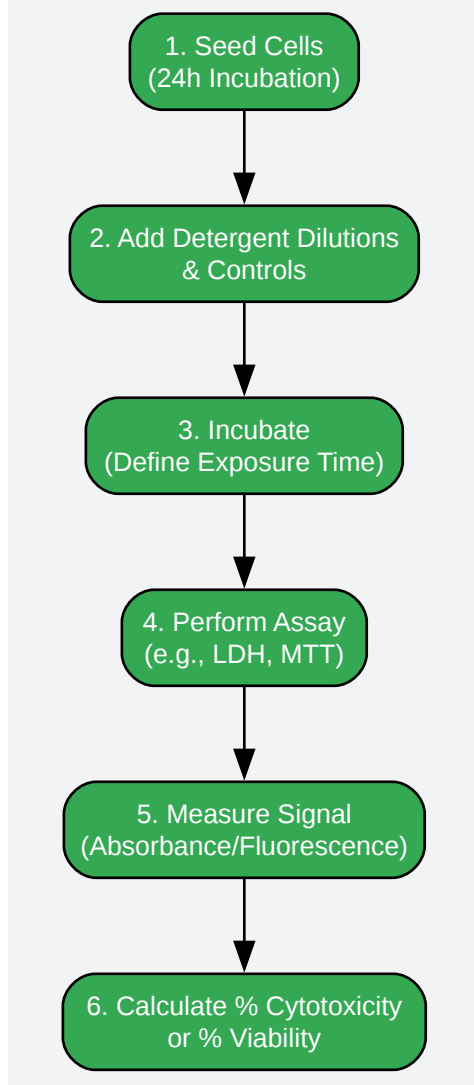 1. Seed Cells
(24h Incubation)
2. Add Detergent Dilutions
& Controls
3. Incubate
(Define Exposure Time)
4. Perform Assay
(e.g., LDH, MTT)
5. Measure Signal
(Absorbance/Fluorescence)
6. Calculate % Cytotoxicity
or % Viability